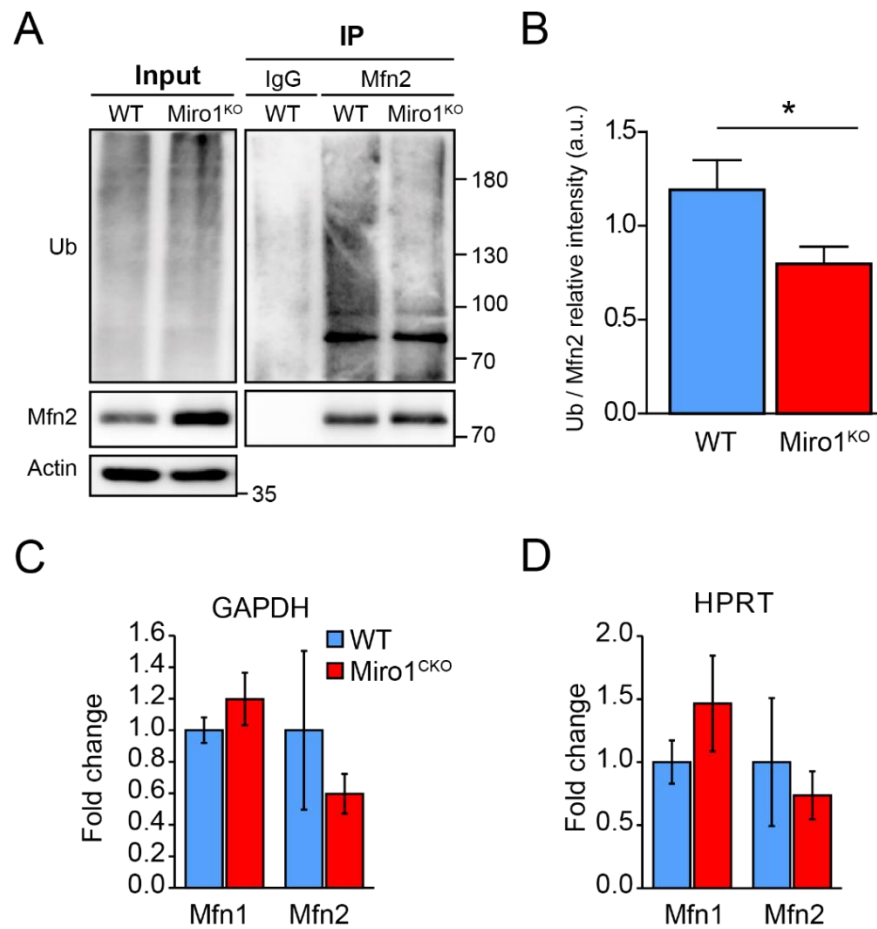 A
IP
Input
IgG
Mfn2
WT
Miro1KO
WT
WT
Miro1KO
Ub
180
130
100
70
Mfn2
70
Actin
35
B
*
Ub / Mfn2 relative intensity (a.u.)
1.5
1.0
0.5
0.0
WT
Miro1KO
C
GAPDH
WT
Miro1CKO
Fold change
1.6
1.4
1.2
1.0
0.8
0.6
0.4
0.2
0.0
Mfn1
Mfn2
D
HPRT
Fold change
2.0
1.5
1.0
0.5
0.0
Mfn1
Mfn2